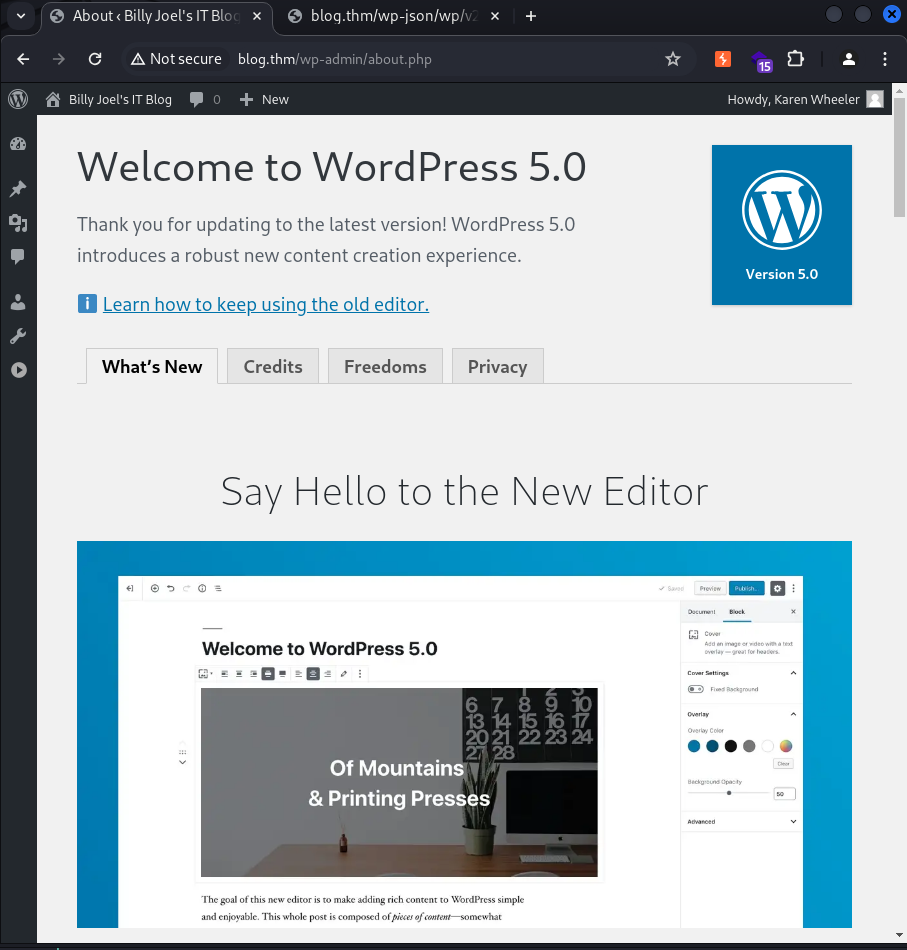 About ‹ Billy Joel's IT Blog
blog.thm/wp-json/wp/v2
Not secure
blog.thm/wp-admin/about.php
15
Billy Joel's IT Blog
0
New
Howdy, Karen Wheeler
Welcome to WordPress 5.0
Thank you for updating to the latest version! WordPress 5.0
introduces a robust new content creation experience.
Version 5.0
Learn how to keep using the old editor.
What's New
Credits
Freedoms
Privacy
Say Hello to the New Editor
Saved
Preview
Publish...
Document
Block
Welcome to WordPress 5.0
Cover
Add an image or video with a text
overlay — great for headers.
Cover Settings
Fixed Background
Overlay
Overlay Color
Clear
Background Opacity
50
Advanced
1 2 3
6 7 8 9 10
13 14 15 16 17
20 21 22 23 24
27 28
Of Mountains
& Printing Presses
The goal of this new editor is to make adding rich content to WordPress simple
and enjoyable. This whole post is composed of pieces of content—somewhat